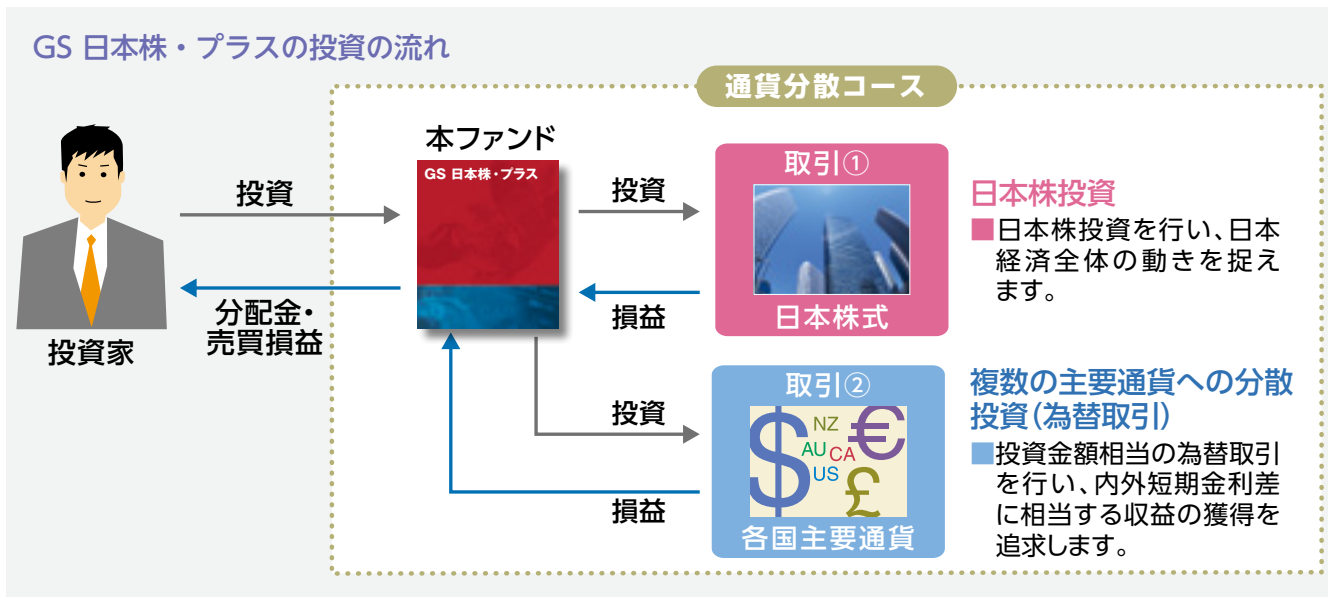 GS 日本株・プラスの投資の流れ
通貨分散コース
本ファンド
GS 日本株・プラス
投資
分配金・
売買損益
投資家
投資
損益
取引①
日本株式
日本株投資
■日本株投資を行い、日本
経済全体の動きを捉え
ます。
投資
損益
取引②
$
NZ
AU CA
US
€
£
各国主要通貨
複数の主要通貨への分散
投資(為替取引)
■投資金額相当の為替取引
を行い、内外短期金利差
に相当する収益の獲得を
追求します。